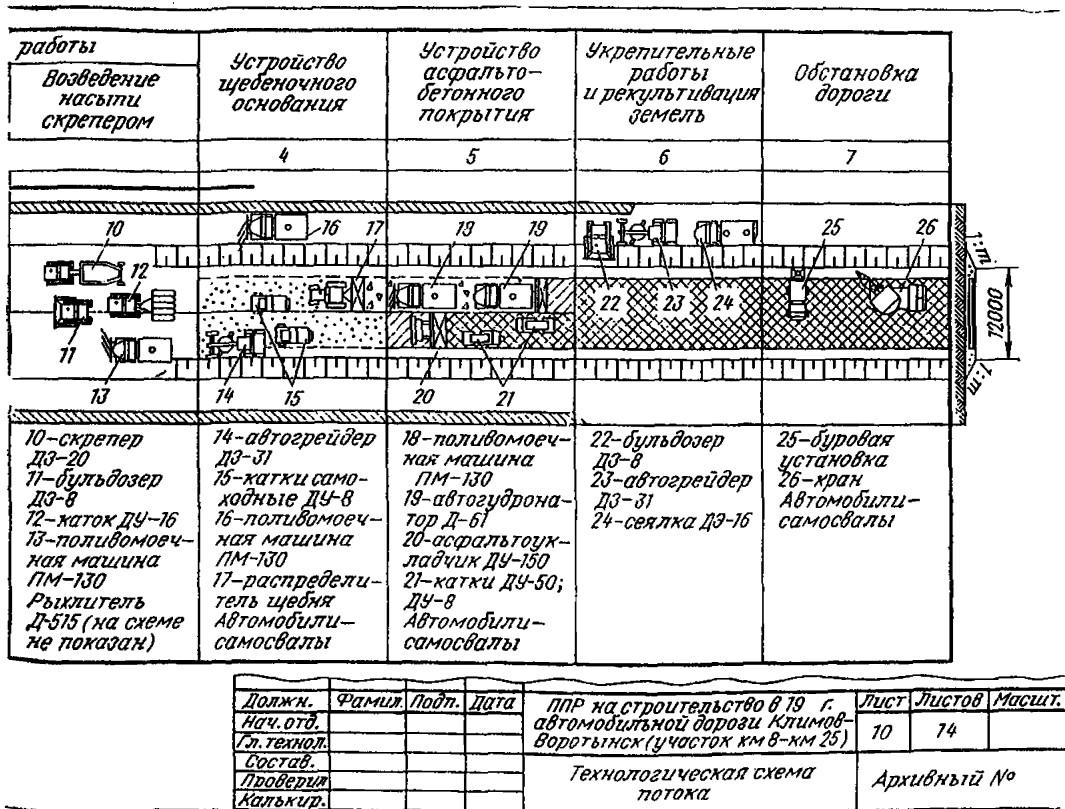 работы
Возведение
насыпи
скрепером
Устройство
щебеночного
основания
Устройство
асфальто-
бетонного
покрытия
Укрепительные
работы
и рекультивация
земель
Обстановка
дороги
4
5
6
7
10
12
11
13
16
17
14
15
18
19
20
21
22
23
24
25
26
1:m
12000
1:m
10-скрепер
ДЗ-20
11-бульдозер
ДЗ-8
12-каток ДУ-16
13-поливомоеч-
ная машина
ПМ-130
Рыхлитель
Д-515 (на схеме
не показан)
14-автогрейдер
ДЗ-31
15-катки само-
ходные ДУ-8
16-поливомоеч-
ная машина
ПМ-130
17-распредели-
тель щебня
Автомобили-
самосвалы
18-поливомоеч-
ная машина
ПМ-130
19-автогудрона-
тор Д-61
20-асфальтоук-
ладчик ДУ-150
21-катки ДУ-50;
ДУ-8
Автомобили-
самосвалы
22-бульдозер
ДЗ-8
23-автогрейдер
ДЗ-31
24-сеялка ДЭ-16
25-буровая
установка
26-кран
Автомобили-
самосвалы
Должн. Фамил. Подп. Дата
Нач. отд.
Гл. технол.
Состав.
Проверил
Калькир.
ППР на строительство в 19 г.
автомобильной дороги Климов-
Воротынск (участок км 8-км 25)
Технологическая схема
потока
Лист Листов Масшт.
10 14
Архивный №